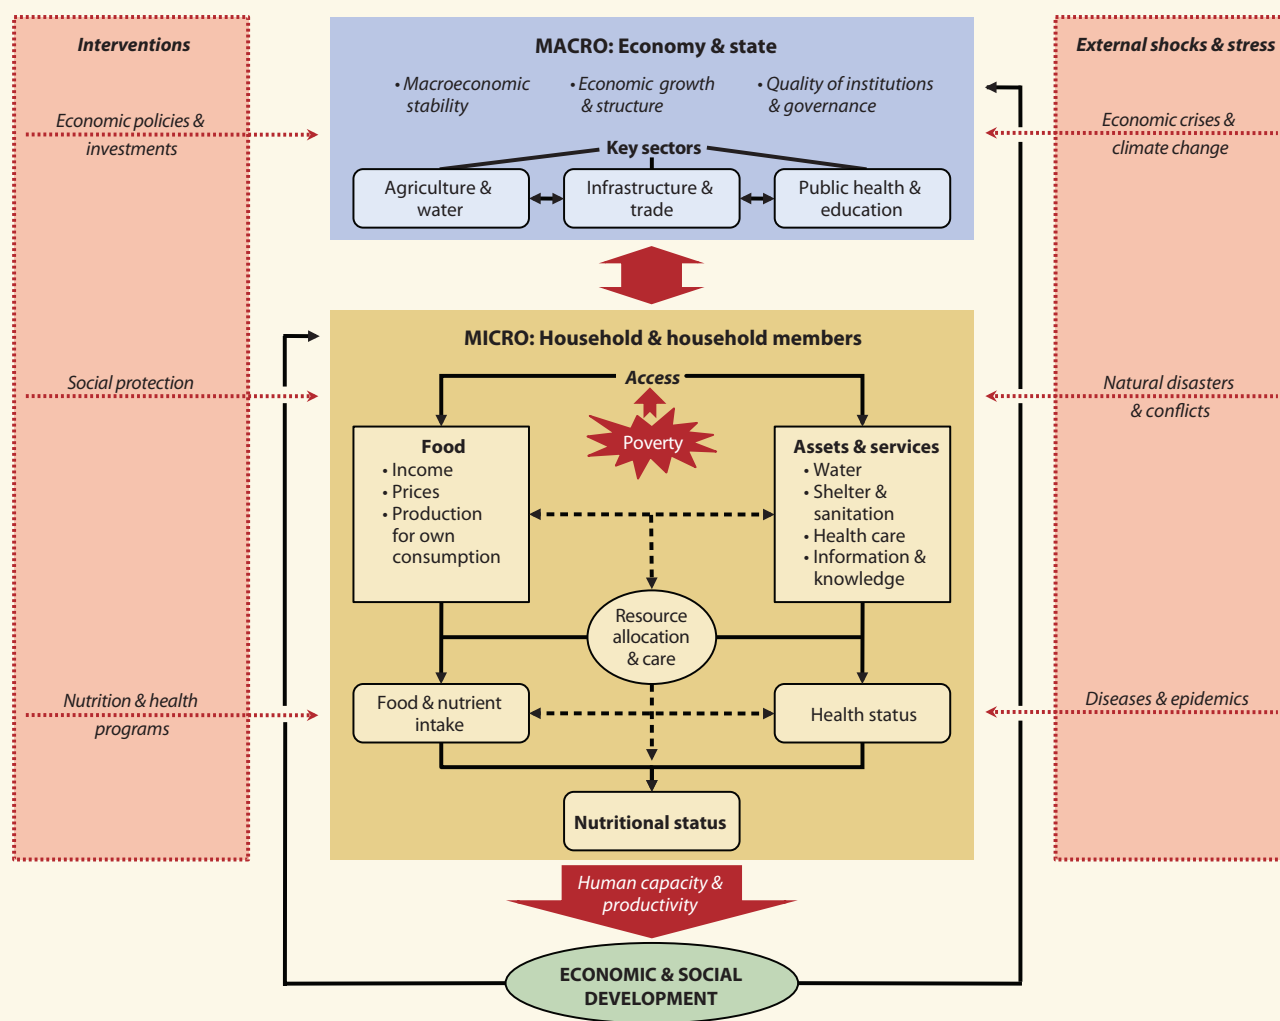 Interventions
Economic policies &
investments
Social protection
Nutrition & health
programs
MACRO: Economy & state
• Macroeconomic
stability
• Economic growth
& structure
• Quality of institutions
& governance
Key sectors
Agriculture &
water
Infrastructure &
trade
Public health &
education
MICRO: Household & household members
Access
Poverty
Food
• Income
• Prices
• Production
for own
consumption
Assets & services
• Water
• Shelter &
sanitation
• Health care
• Information &
knowledge
Resource
allocation
& care
Food & nutrient
intake
Health status
Nutritional status
Human capacity &
productivity
ECONOMIC & SOCIAL
DEVELOPMENT
External shocks & stress
Economic crises &
climate change
Natural disasters
& conflicts
Diseases & epidemics